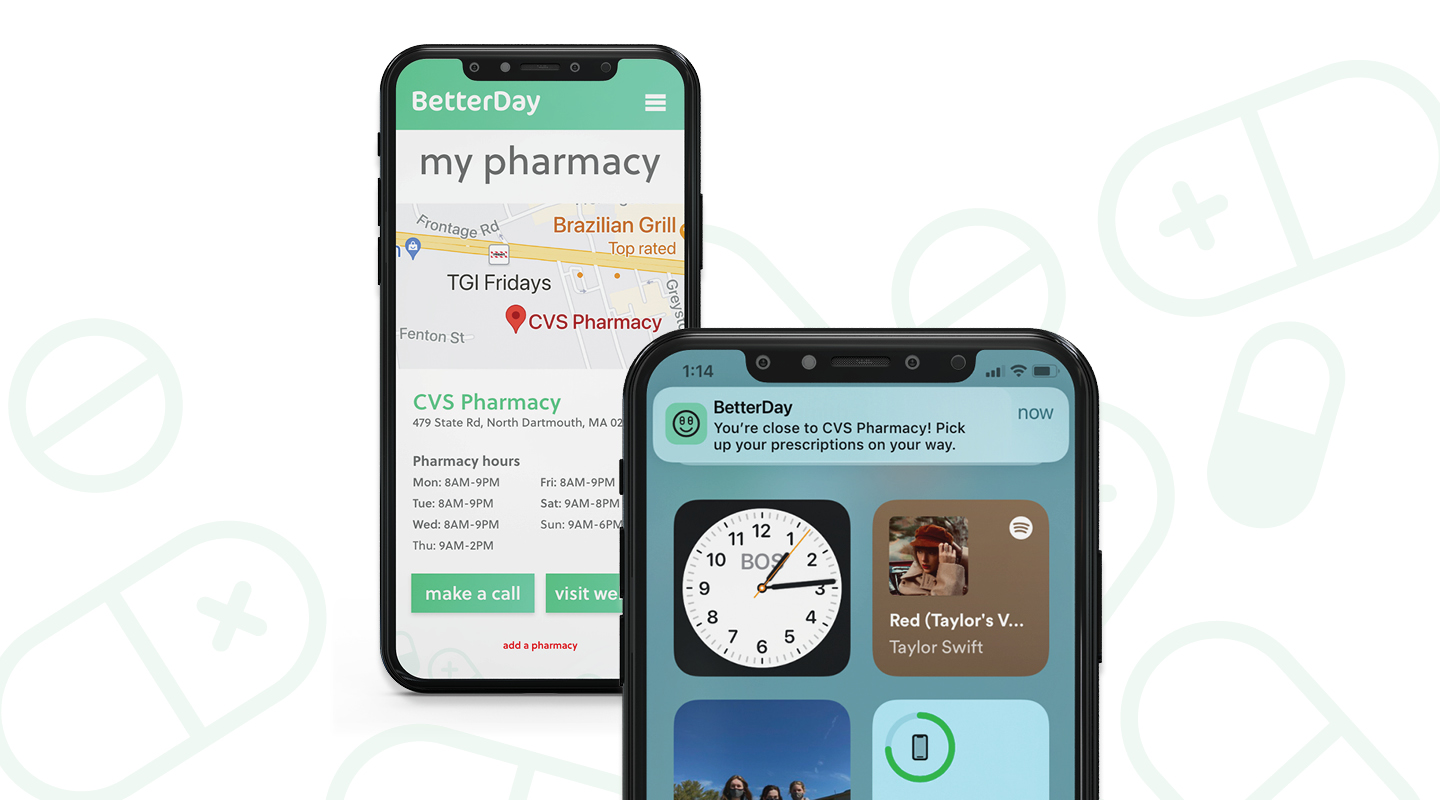 BetterDay
my pharmacy
Frontage Rd
Brazilian Grill
Top rated
TGI Fridays
CVS Pharmacy
Fenton St
CVS Pharmacy
479 State Rd, North Dartmouth, MA 02
Pharmacy hours
Mon: 8AM-9PM
Fri: 8AM-9PM
Tue: 8AM-9PM
Sat: 9AM-8PM
Wed: 8AM-9PM
Sun: 9AM-6PM
Thu: 9AM-2PM
make a call
visit we
add a pharmacy
1:14
BetterDay
now
You're close to CVS Pharmacy! Pick
up your prescriptions on your way.
12
1
2
3
4
5
6
7
8
9
10
11
BOS
Red (Taylor's V...
Taylor Swift